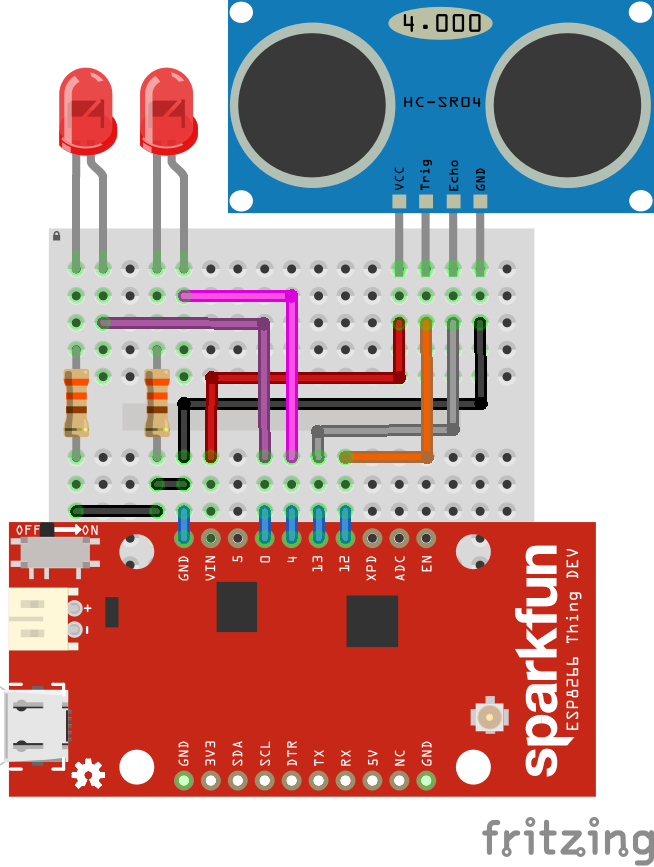 4.000
HC-SR04
VCC
Trig
Echo
GND
OFF
ON
GND
VIN
5
0
4
13
12
XPD
ADC
EN
+
-
sparkfun
ESP8266 Thing DEV
GND
3V3
SDA
SCL
DTR
TX
RX
5V
NC
GND
fritzing